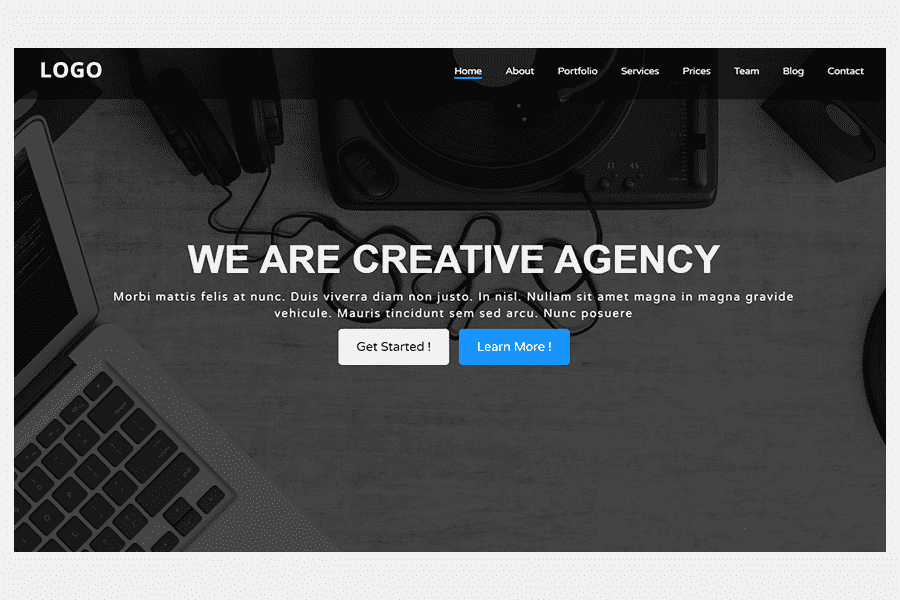 LOGO
Home About Portfolio Services Prices Team Blog Contact
33 45
WE ARE CREATIVE AGENCY
Morbi mattis felis at nunc. Duis viverra diam non justo. In nisl. Nullam sit amet magna in magna gravide
vehicule. Mauris tincidunt sem sed arcu. Nunc posuere
Get Started ! Learn More !